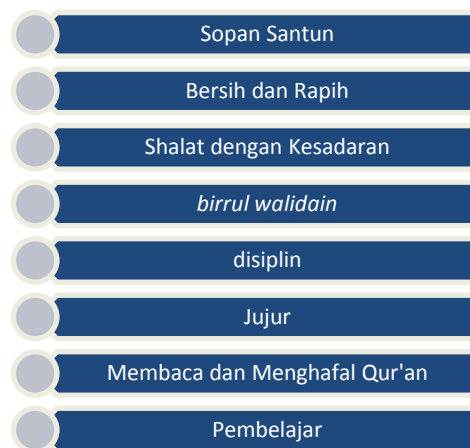 Sopan Santun
Bersih dan Rapih
Shalat dengan Kesadaran
birrul walidain
disiplin
Jujur
Membaca dan Menghafal Qur'an
Pembelajar